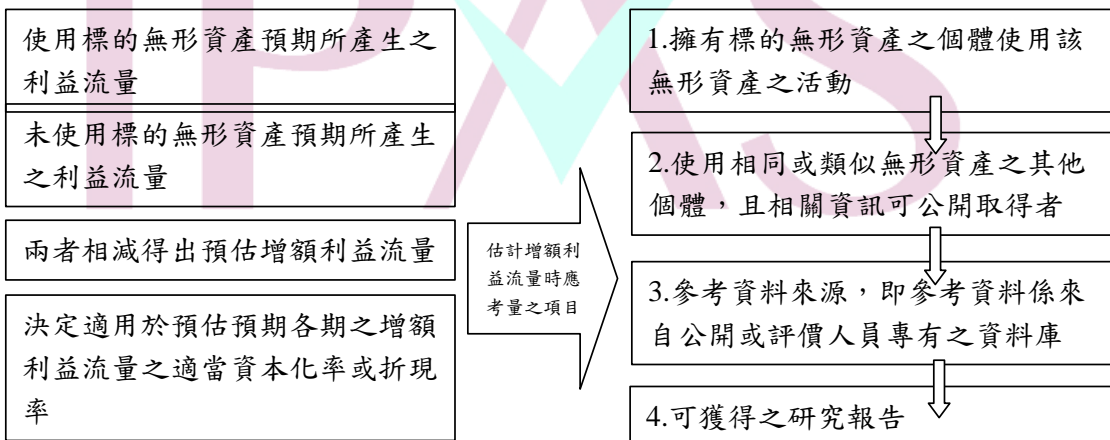 使用標的無形資產預期所產生之
利益流量
未使用標的無形資產預期所產生
之利益流量
兩者相減得出預估增額利益流量
決定適用於預估預期各期之增額
利益流量之適當資本化率或折現
率
估計增額利
益流量時應
考量之項目
1.擁有標的無形資產之個體使用該
無形資產之活動
2.使用相同或類似無形資產之其他
個體，且相關資訊可公開取得者
3.參考資料來源，即參考資料係來
自公開或評價人員專有之資料庫
4.可獲得之研究報告